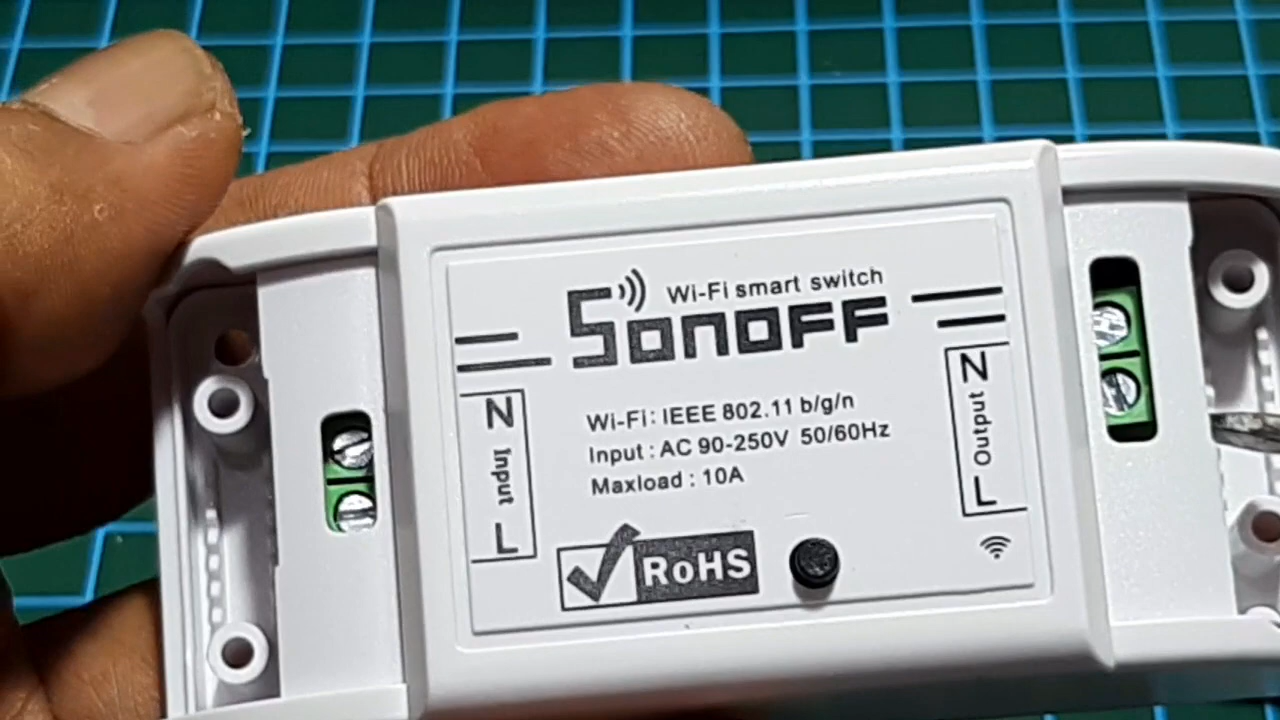 Wi-Fi smart switch
SONOFF
N
Input
L
Wi-Fi: IEEE 802.11 b/g/n
Input : AC 90-250V 50/60Hz
Maxload : 10A
N
Output
L
RoHS